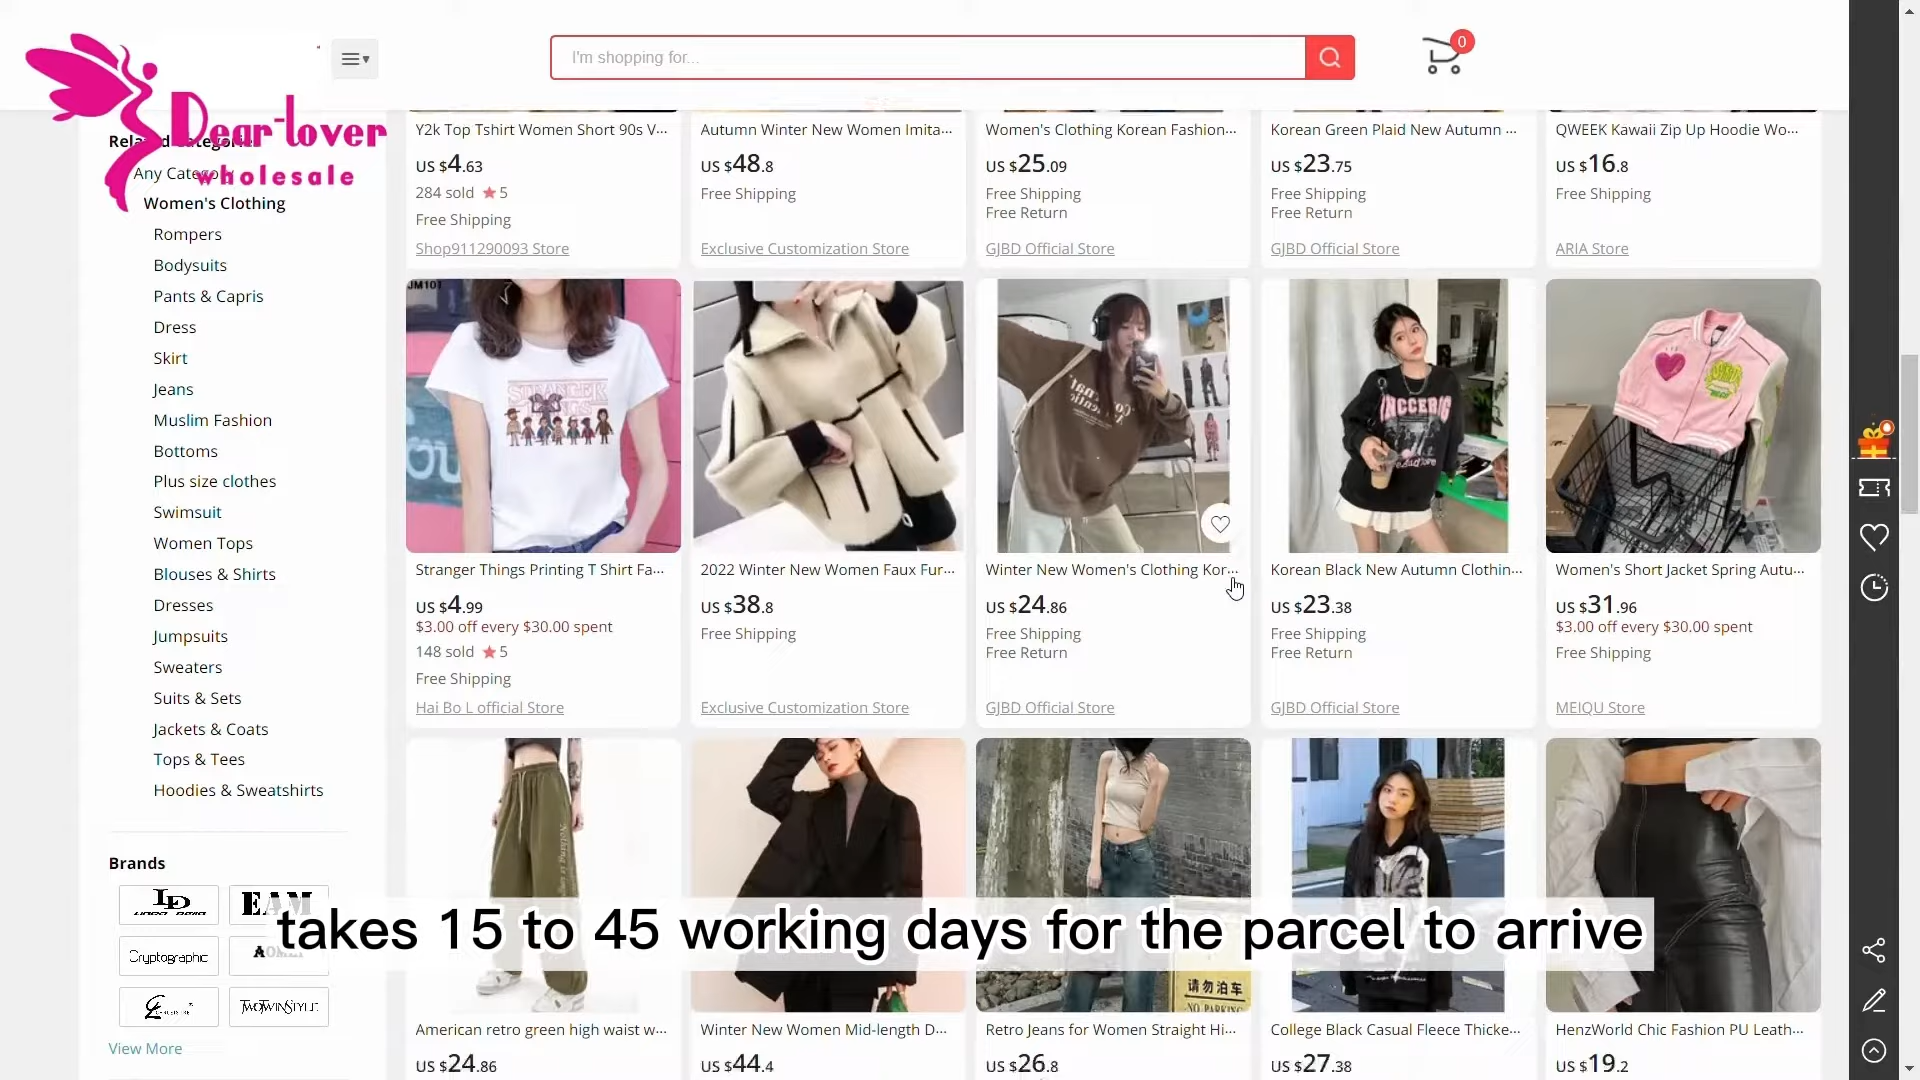 I'm shopping for...
0
Dear-lover
wholesale
Related Categories
Any Category
Women's Clothing
Rompers
Bodysuits
Pants & Capris
Dress
Skirt
Jeans
Muslim Fashion
Bottoms
Plus size clothes
Swimsuit
Women Tops
Blouses & Shirts
Dresses
Jumpsuits
Sweaters
Suits & Sets
Jackets & Coats
Tops & Tees
Hoodies & Sweatshirts
Brands
LD
EAM
Cryptographic
TWOTWINSTYLE
View More
Y2k Top Tshirt Women Short 90s V...
US $4.63
284 sold ★ 5
Free Shipping
Shop911290093 Store
Autumn Winter New Women Imita...
US $48.8
Free Shipping
Exclusive Customization Store
Women's Clothing Korean Fashion...
US $25.09
Free Shipping
Free Return
GJBD Official Store
Korean Green Plaid New Autumn ...
US $23.75
Free Shipping
Free Return
GJBD Official Store
QWEEK Kawaii Zip Up Hoodie Wo...
US $16.8
Free Shipping
ARIA Store
JM101
STRANGER
Stranger Things Printing T Shirt Fa...
US $4.99
$3.00 off every $30.00 spent
148 sold ★ 5
Free Shipping
Hai Bo L official Store
2022 Winter New Women Faux Fur...
US $38.8
Free Shipping
Exclusive Customization Store
Winter New Women's Clothing Kor...
US $24.86
Free Shipping
Free Return
GJBD Official Store
Korean Black New Autumn Clothin...
US $23.38
Free Shipping
Free Return
GJBD Official Store
Women's Short Jacket Spring Autu...
US $31.96
$3.00 off every $30.00 spent
Free Shipping
MEIQU Store
请勿泊车
NO PARKING
takes 15 to 45 working days for the parcel to arrive
American retro green high waist w...
US $24.86
Winter New Women Mid-length D...
US $44.4
Retro Jeans for Women Straight Hi...
US $26.8
College Black Casual Fleece Thicke...
US $27.38
HenzWorld Chic Fashion PU Leath...
US $19.2